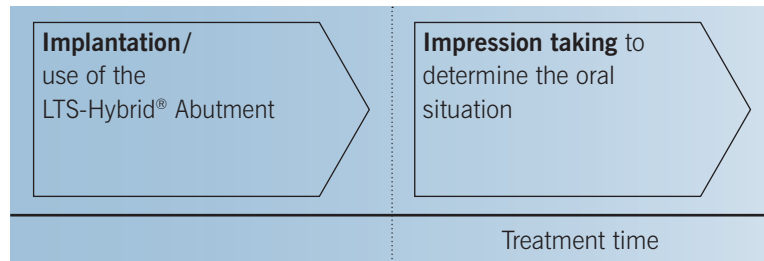 Implantation/
use of the
LTS-Hybrid® Abutment
Impression taking to
determine the oral
situation
Treatment time